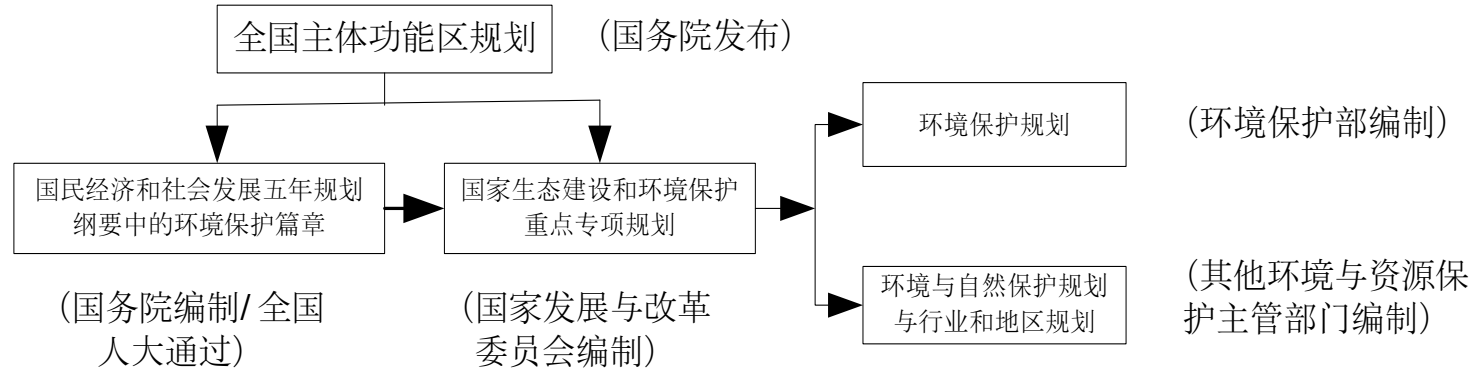 全国主体功能区规划
（国务院发布）
环境保护规划
（环境保护部编制）
国民经济和社会发展五年规划
纲要中的环境保护篇章
国家生态建设和环境保护
重点专项规划
环境与自然保护规划
与行业和地区规划
（其他环境与资源保
护主管部门编制）
（国务院编制/ 全国
人大通过）
（国家发展与改革
委员会编制）